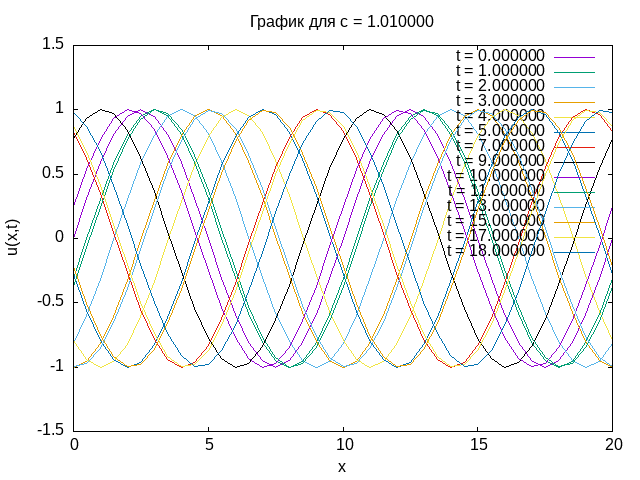 График для c = 1.010000
t = 0.000000
t = 1.000000
t = 2.000000
t = 3.000000
t = 4.000000
t = 5.000000
t = 7.000000
t = 9.000000
t = 10.000000
t = 11.000000
t = 13.000000
t = 15.000000
t = 17.000000
t = 18.000000
u(x,t)
1.5
1
0.5
0
-0.5
-1
-1.5
0
5
10
15
20
x